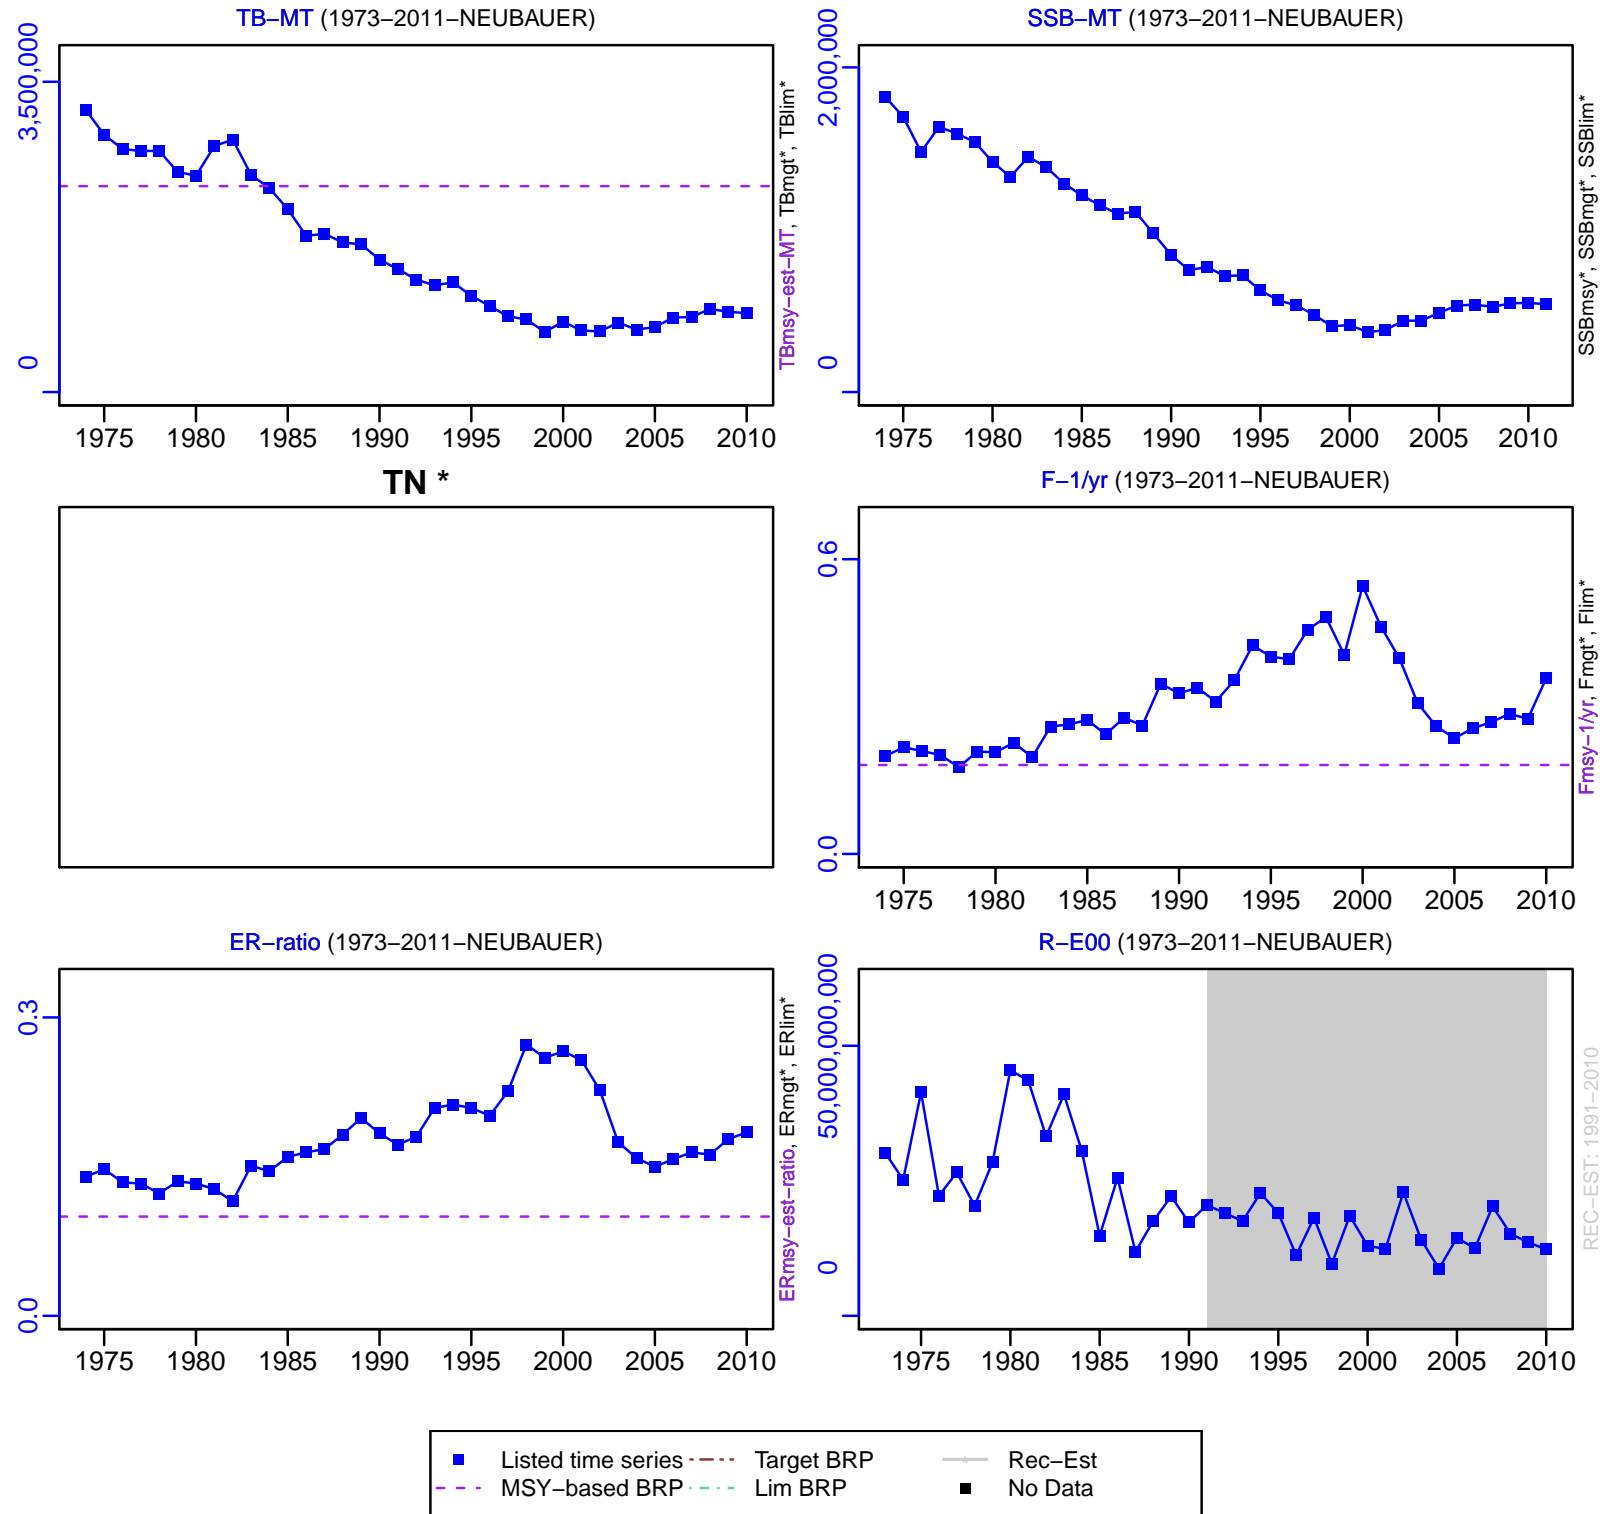 TB−MT (1973−2011−NEUBAUER)
3,500,000
0
1975 1980 1985 1990 1995 2000 2005 2010
TBmsy−est−MT, TBmgt*, TBlim*
SSB−MT (1973−2011−NEUBAUER)
2,000,000
0
1975 1980 1985 1990 1995 2000 2005 2010
SSBmsy*, SSBmgt*, SSBlim*
TN *
F−1/yr (1973−2011−NEUBAUER)
0.6
0.0
1975 1980 1985 1990 1995 2000 2005 2010
Fmsy−1/yr, Fmgt*, Flim*
ER−ratio (1973−2011−NEUBAUER)
0.3
0.0
1975 1980 1985 1990 1995 2000 2005 2010
ERmsy−est−ratio, ERmgt*, ERlim*
R−E00 (1973−2011−NEUBAUER)
50,000,000
0
1975 1980 1985 1990 1995 2000 2005 2010
REC−EST: 1991−2010
Listed time series Target BRP Rec−Est
MSY−based BRP Lim BRP No Data